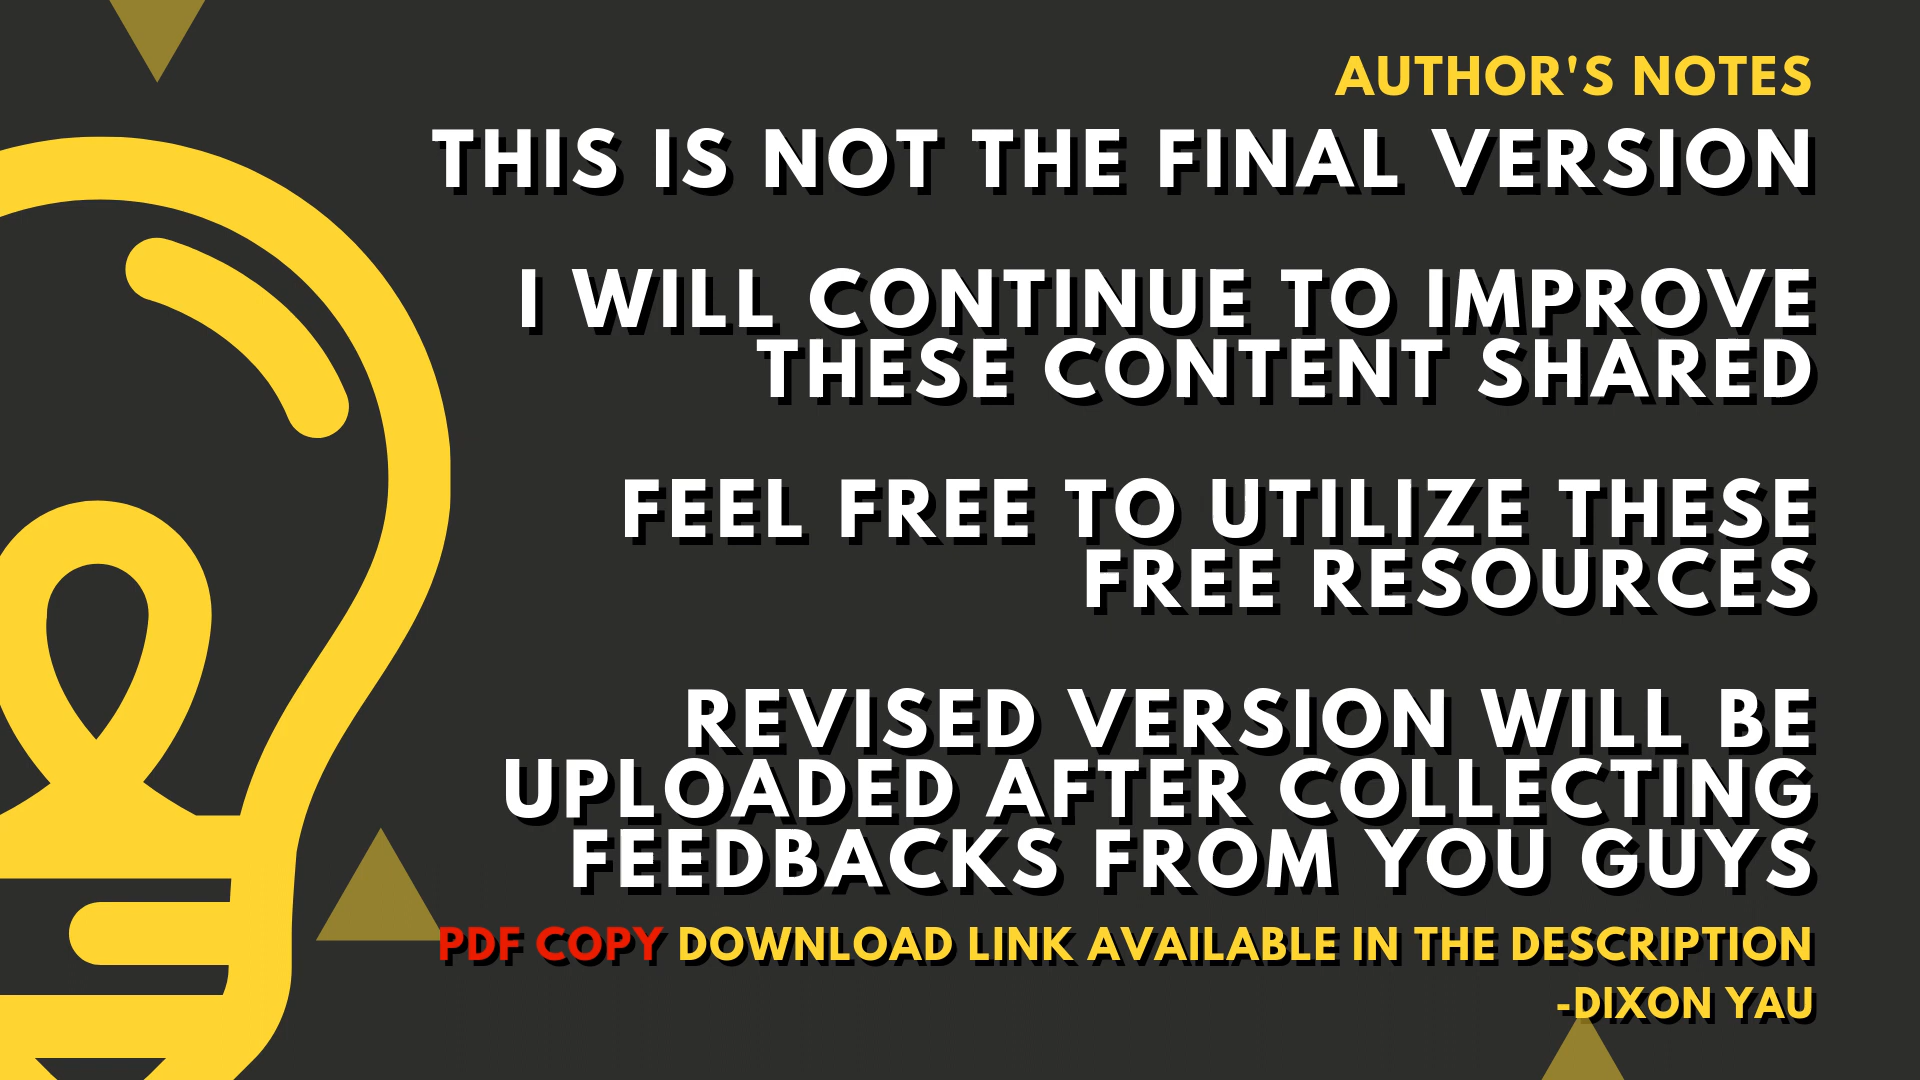 AUTHOR'S NOTES
THIS IS NOT THE FINAL VERSION
I WILL CONTINUE TO IMPROVE
THESE CONTENT SHARED
FEEL FREE TO UTILIZE THESE
FREE RESOURCES
REVISED VERSION WILL BE
UPLOADED AFTER COLLECTING
FEEDBACKS FROM YOU GUYS
PDF COPY DOWNLOAD LINK AVAILABLE IN THE DESCRIPTION
-DIXON YAU